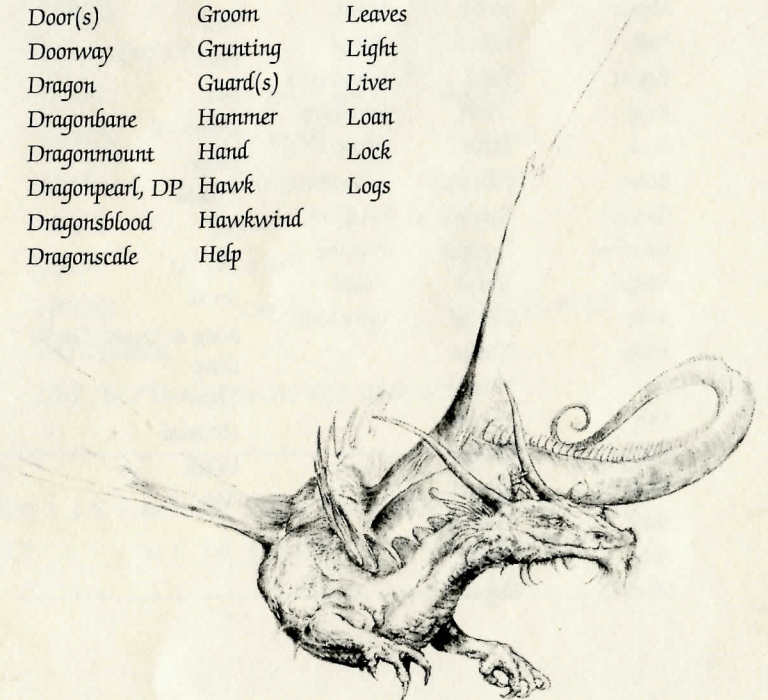 Door(s) Groom Leaves
Doorway Grunting Light
Dragon Guard(s) Liver
Dragonbane Hammer Loan
Dragonmount Hand Lock
Dragonpearl, DP Hawk Logs
Dragonsblood Hawkwind
Dragonscale Help